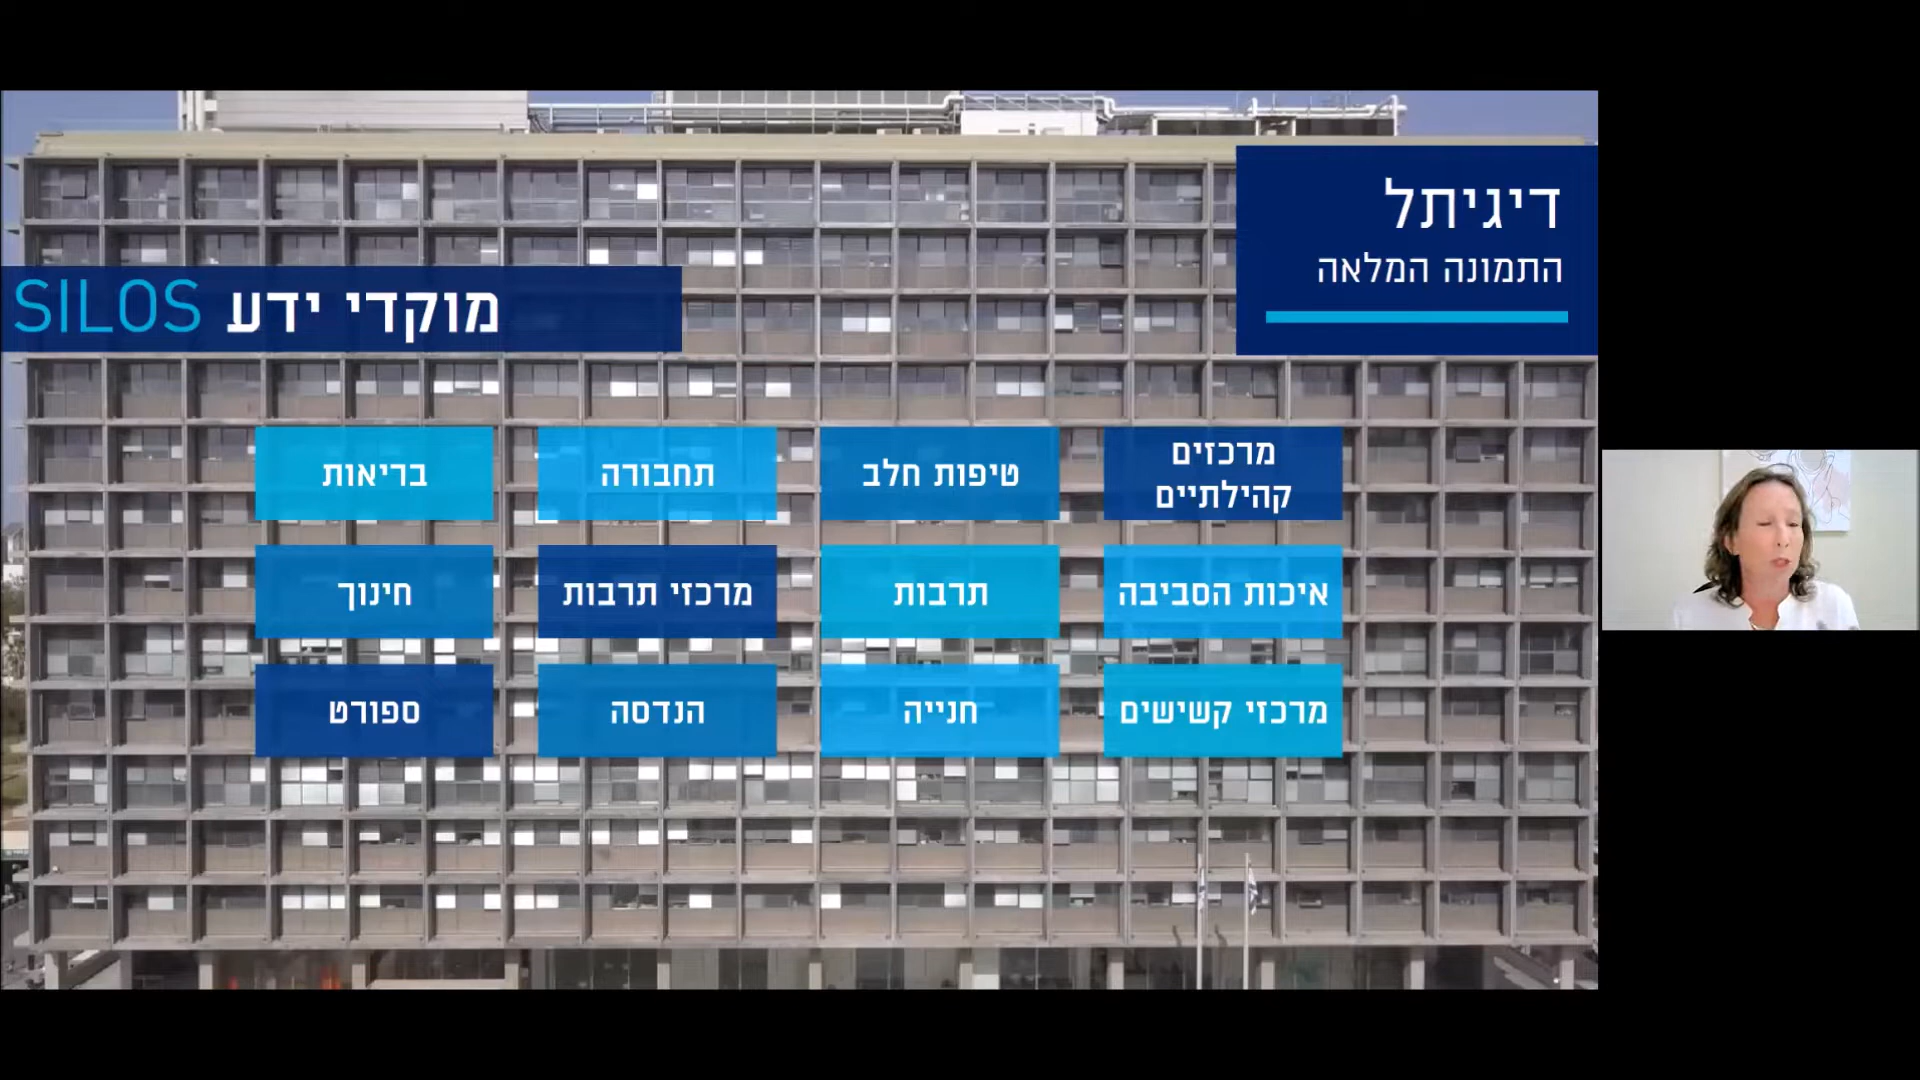 דיגיתל
התמונה המלאה
מוקדי ידע SILOS
מרכזים
קהילתיים
טיפות חלב
תחבורה
בריאות
איכות הסביבה
תרבות
מרכזי תרבות
חינוך
מרכזי קשישים
חנייה
הנדסה
ספורט